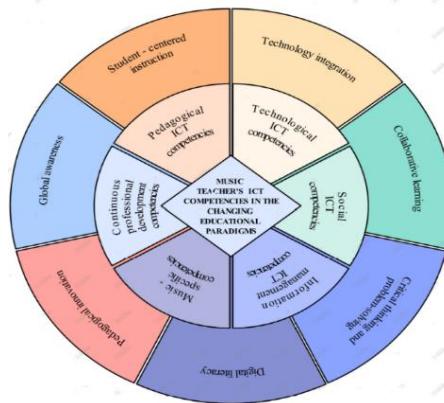 Student - centered
instruction
Technology integration
Collaborative learning
Critical thinking and
problem-solving
Digital literacy
Pedagogical innovation
Global awareness
Pedagogical
ICT
competencies
Technological
ICT
competencies
Social
ICT
competencies
Information
management
ICT
competencies
Music -
specific
competencies
Continuous
professional
development
competencies
MUSIC
TEACHER'S ICT
COMPETENCIES IN THE
CHANGING
EDUCATIONAL
PARADIGMS